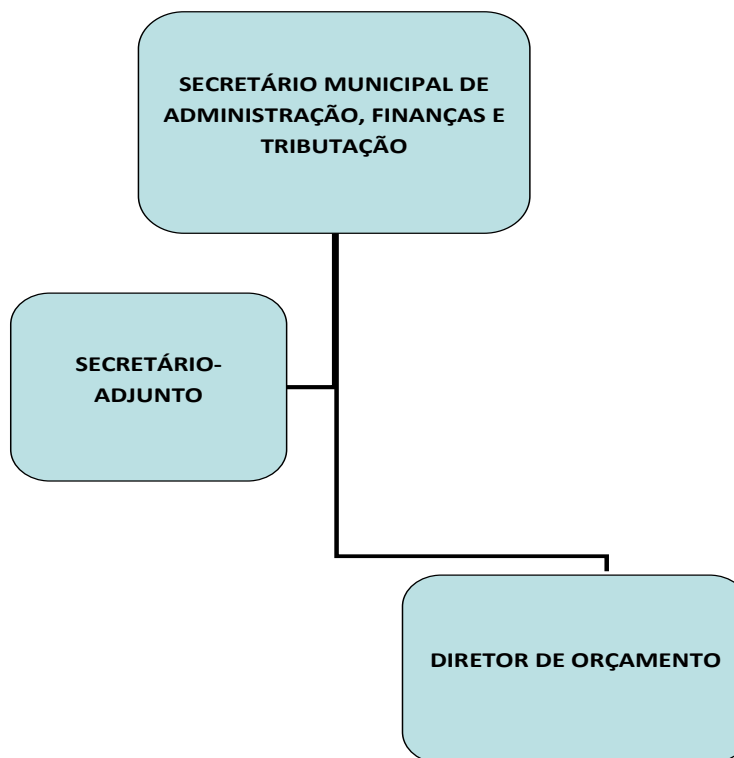 SECRETÁRIO MUNICIPAL DE
ADMINISTRAÇÃO, FINANÇAS E
TRIBUTAÇÃO
SECRETÁRIO-
ADJUNTO
DIRETOR DE ORÇAMENTO